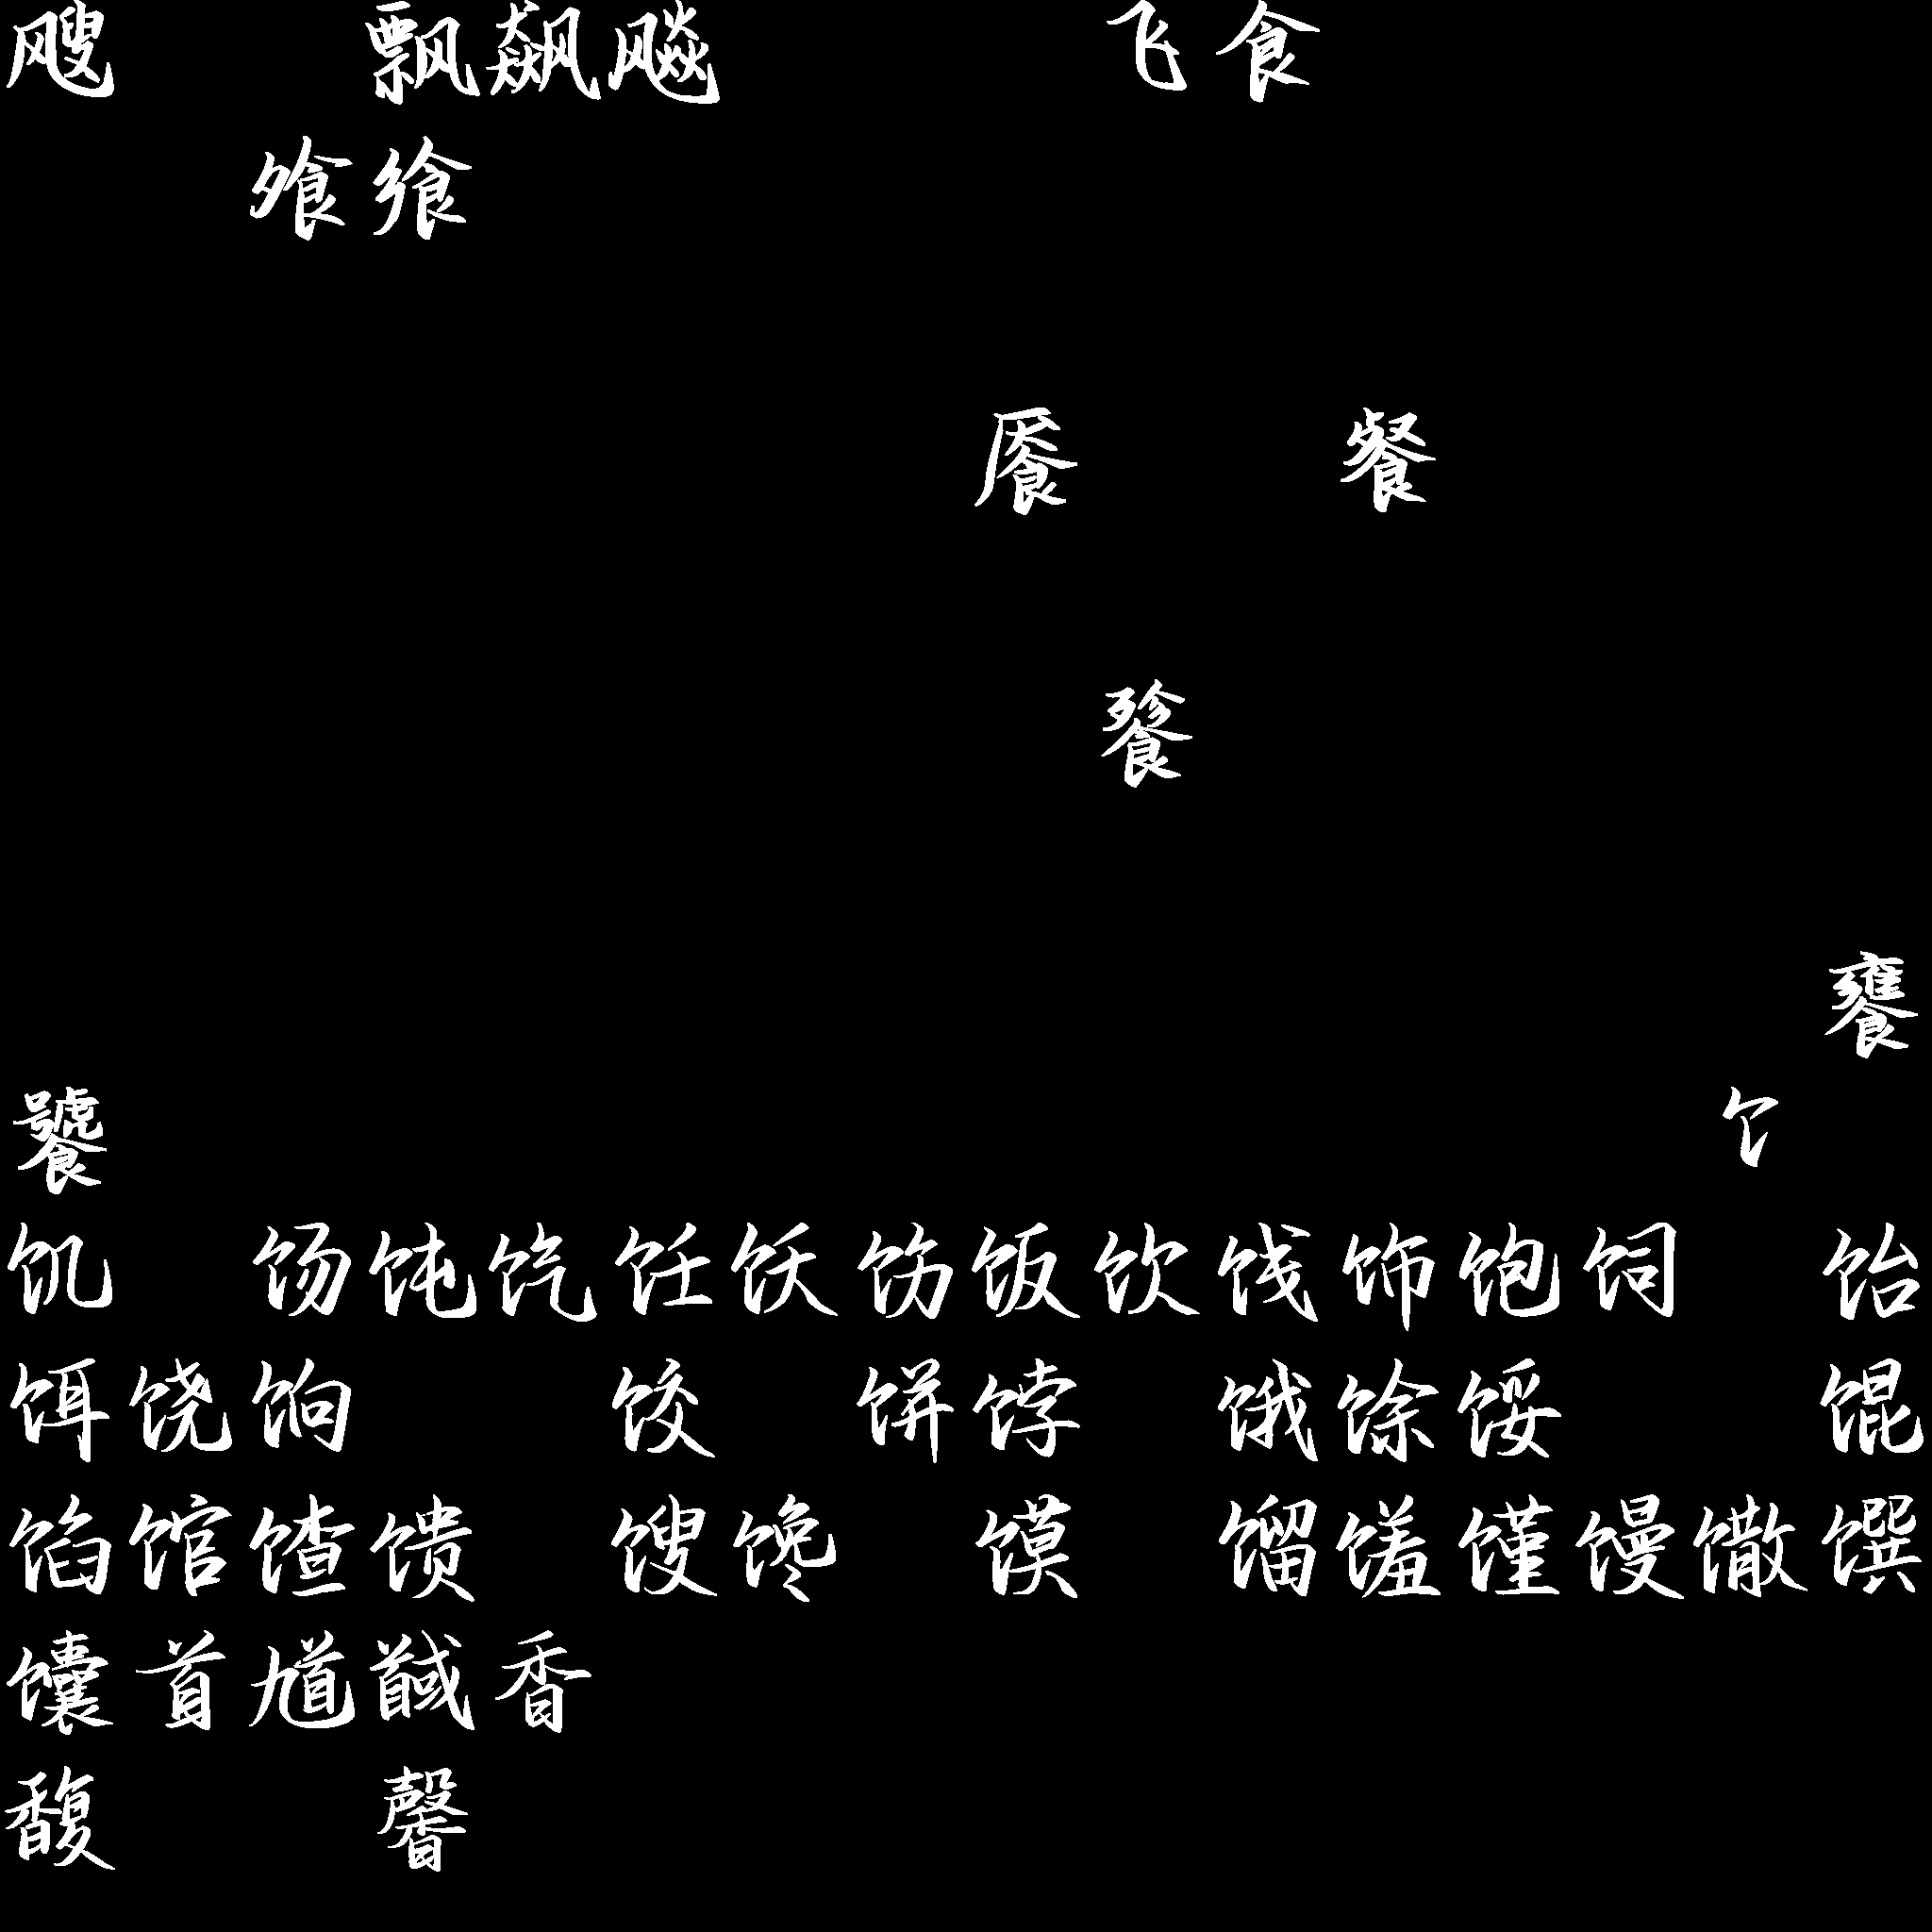 飕飘飙飚飞食
飧飨
餍餐
餮
饔
饕饣
饥饧饨饩饪饫饬饭饮饯饰饱饲饴
饵饶饷饺饼饽饿馀馁馄
馅馆馇馈馊馋馍馏馐馑馒馓馔
馕首馗馘香
馥馨